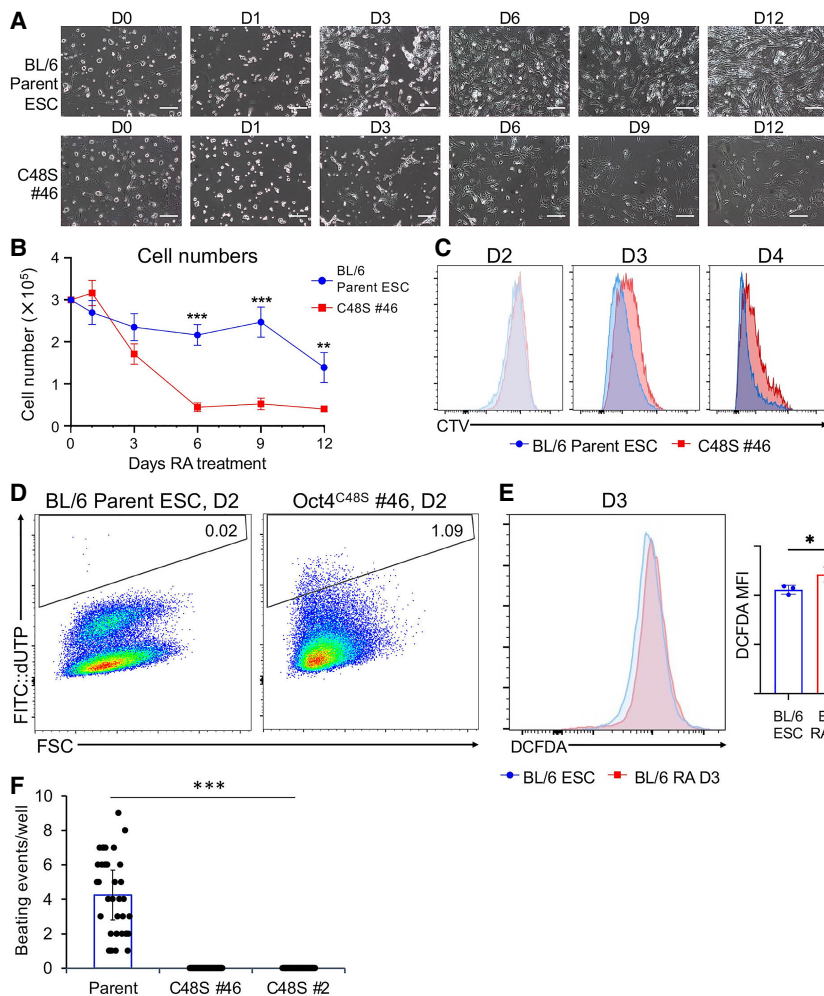 A
D0 D1 D3 D6 D9 D12
BL/6
Parent
ESC
D0 D1 D3 D6 D9 D12
C48S
#46
B
Cell numbers
Cell number (×10⁵)
4
3
2
1
0
0 3 6 9 12
Days RA treatment
***
***
**
BL/6
Parent ESC
C48S #46
C
D2 D3 D4
CTV
BL/6 Parent ESC C48S #46
D
BL/6 Parent ESC, D2 Oct4ᶜ⁴⁸ˢ #46, D2
0.02 1.09
FITC::dUTP
FSC
E
D3
DCFDA
BL/6 ESC BL/6 RA D3
*
DCFDA MFI
BL/6
ESC
F
***
Beating events/well
10
8
6
4
2
0
Parent C48S #46 C48S #2